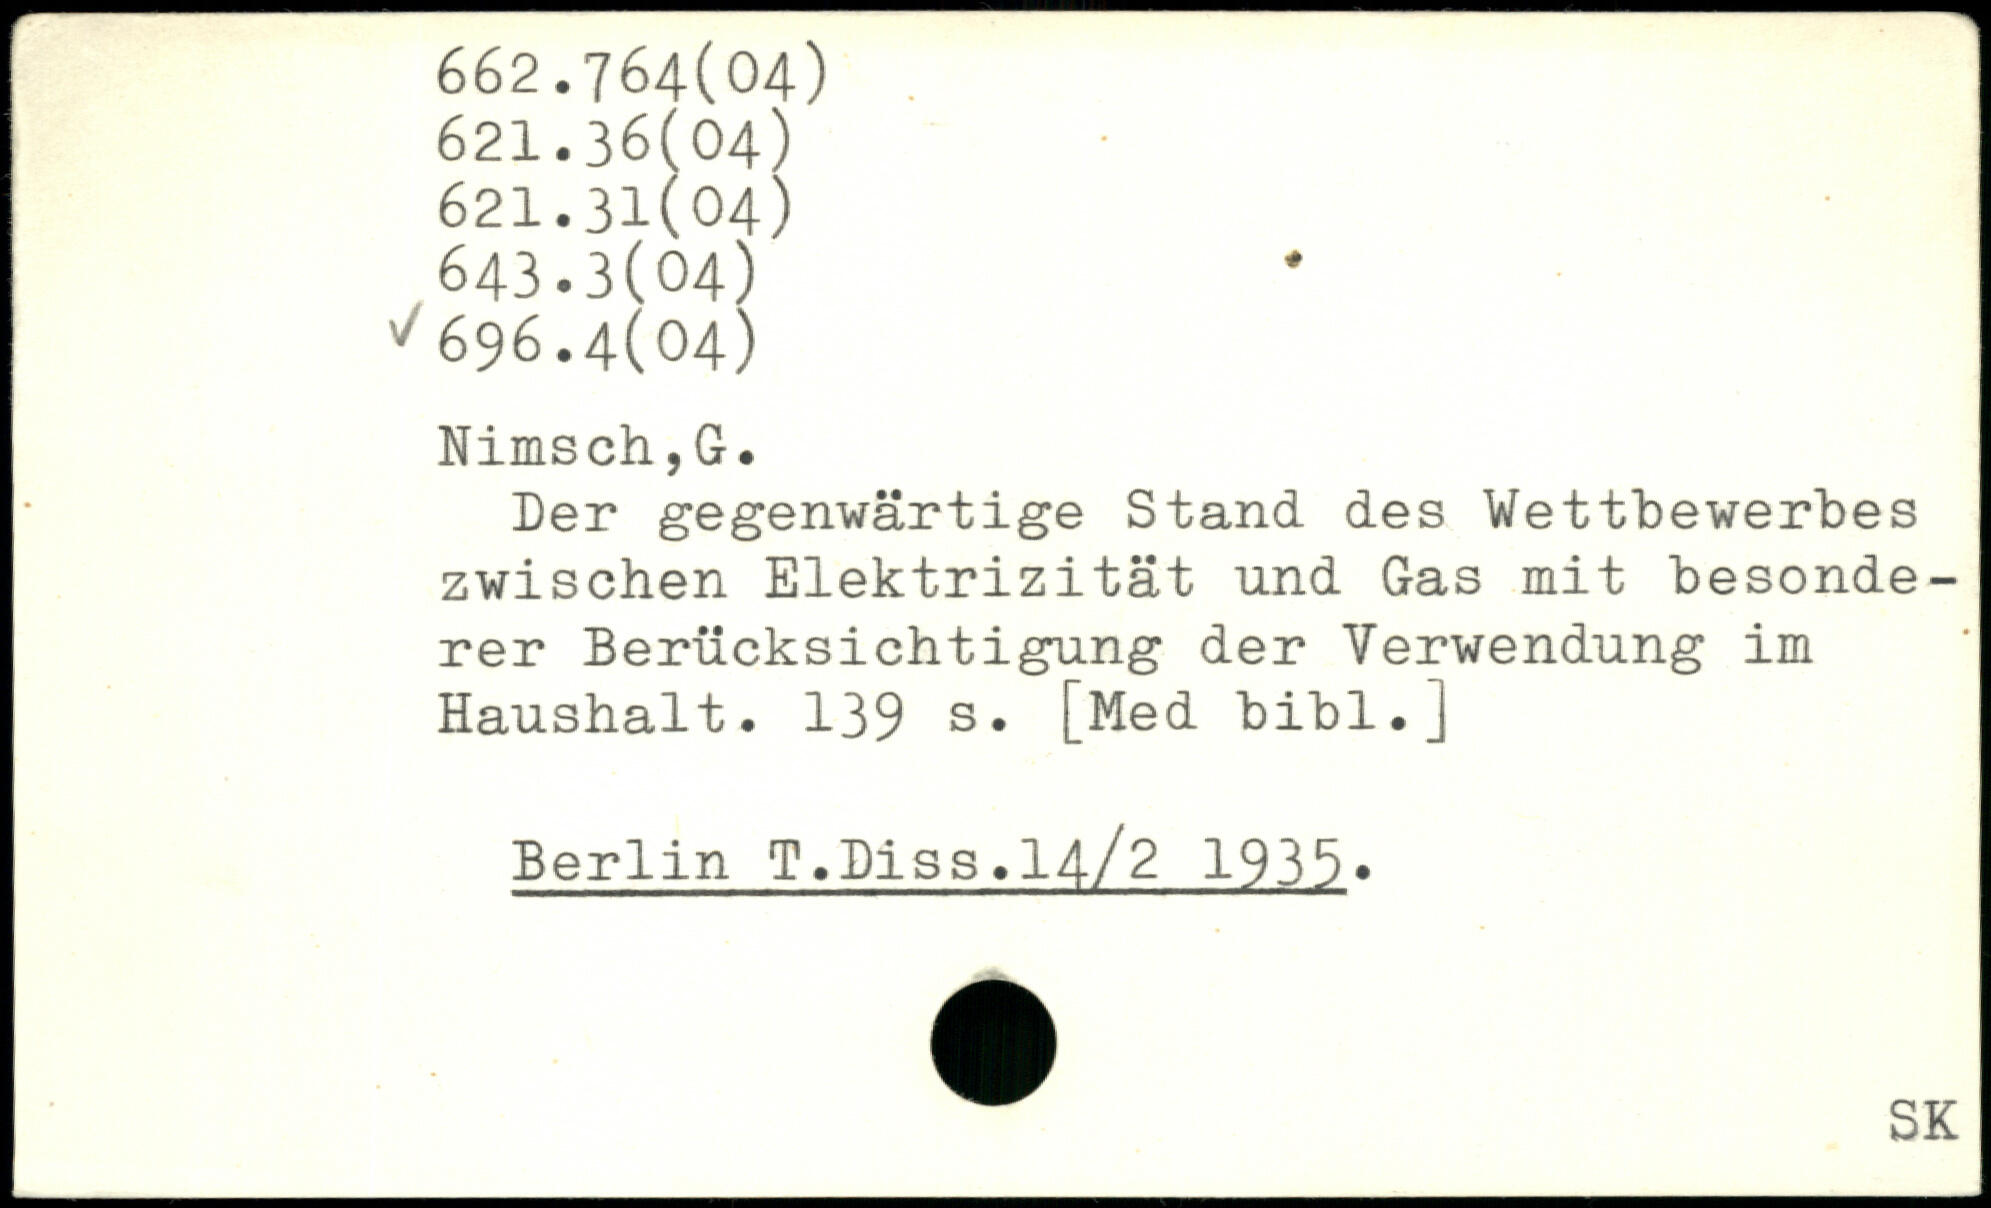 662.764(04)
621.36(04)
621.31(04)
643.3(04)
✓ 696.4(04)
Nimsch,G.
Der gegenwärtige Stand des Wettbewerbes
zwischen Elektrizität und Gas mit besonde-
rer Berücksichtigung der Verwendung im
Haushalt. 139 s. [Med bibl.]
Berlin T.Diss.14/2 1935.
SK